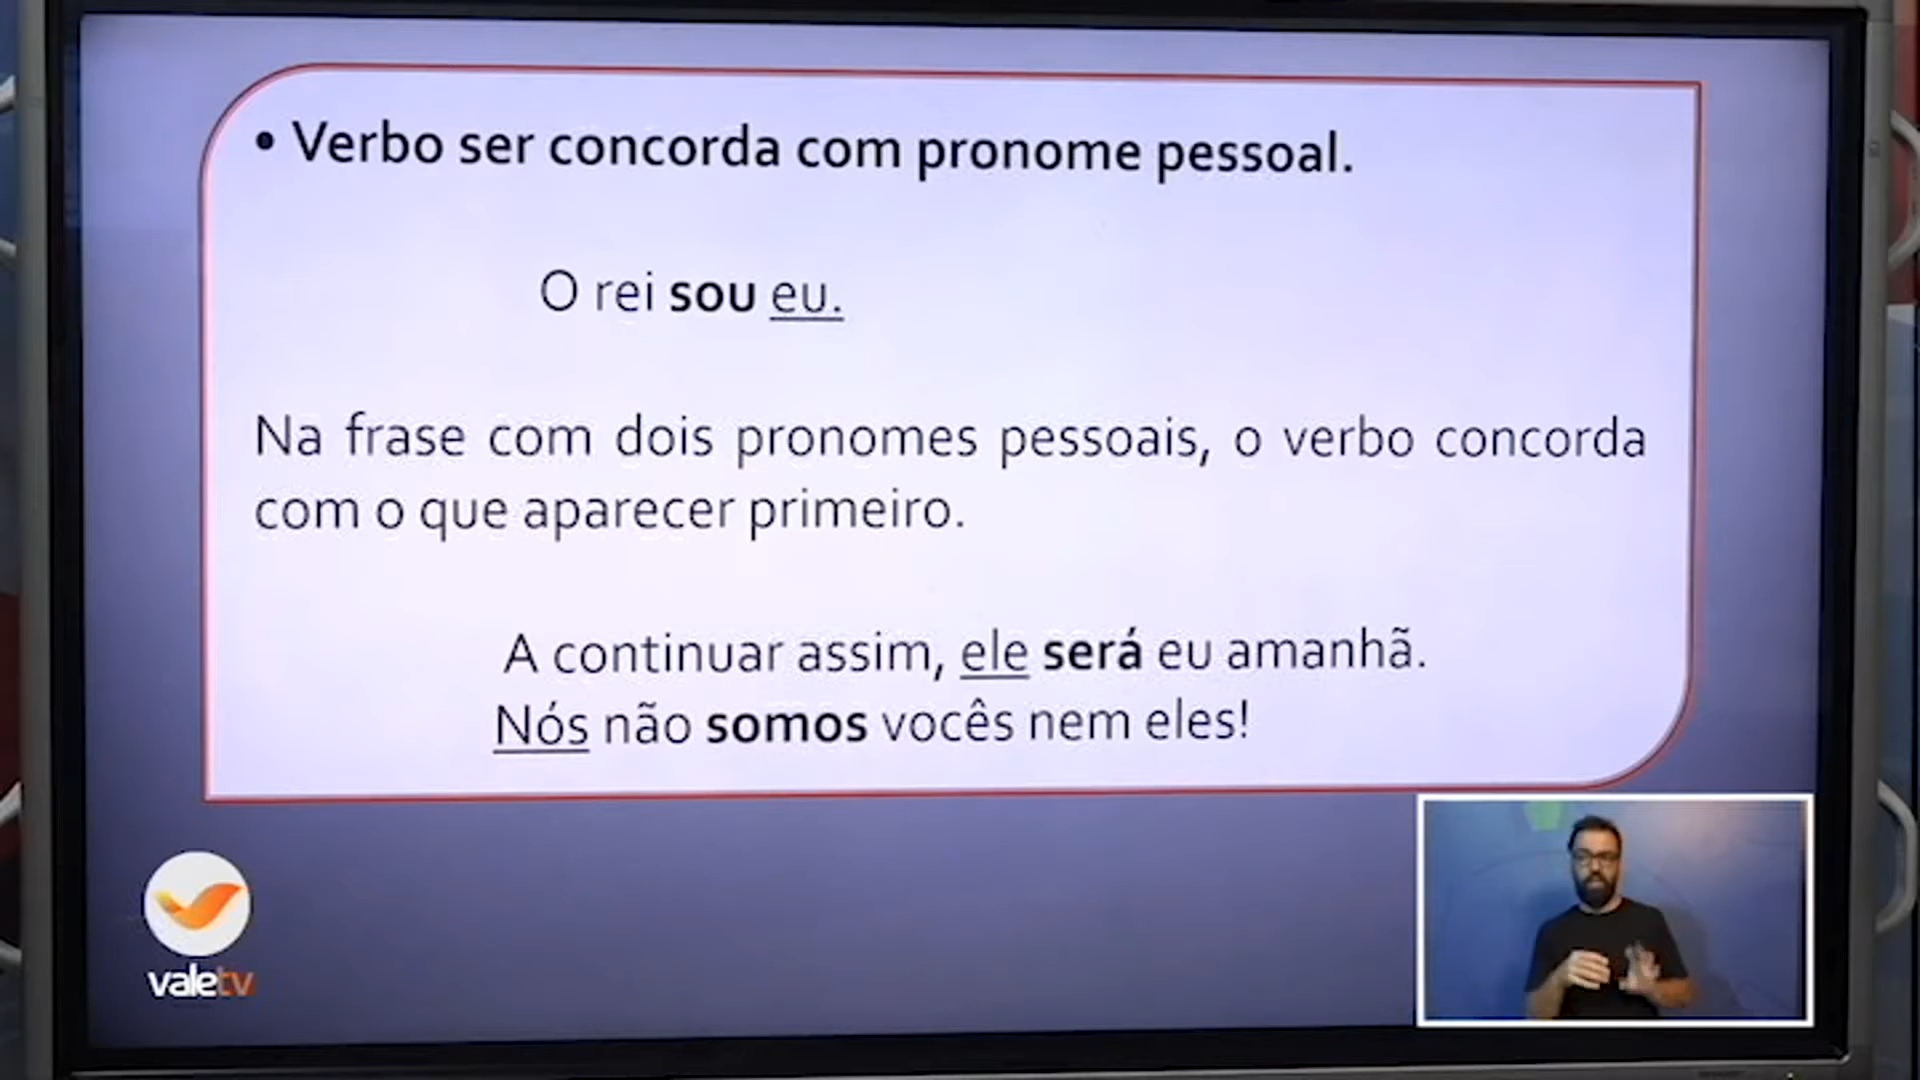 • Verbo ser concorda com pronome pessoal.
O rei sou eu.
Na frase com dois pronomes pessoais, o verbo concorda
com o que aparecer primeiro.
A continuar assim, ele será eu amanhã.
Nós não somos vocês nem eles!
valetv